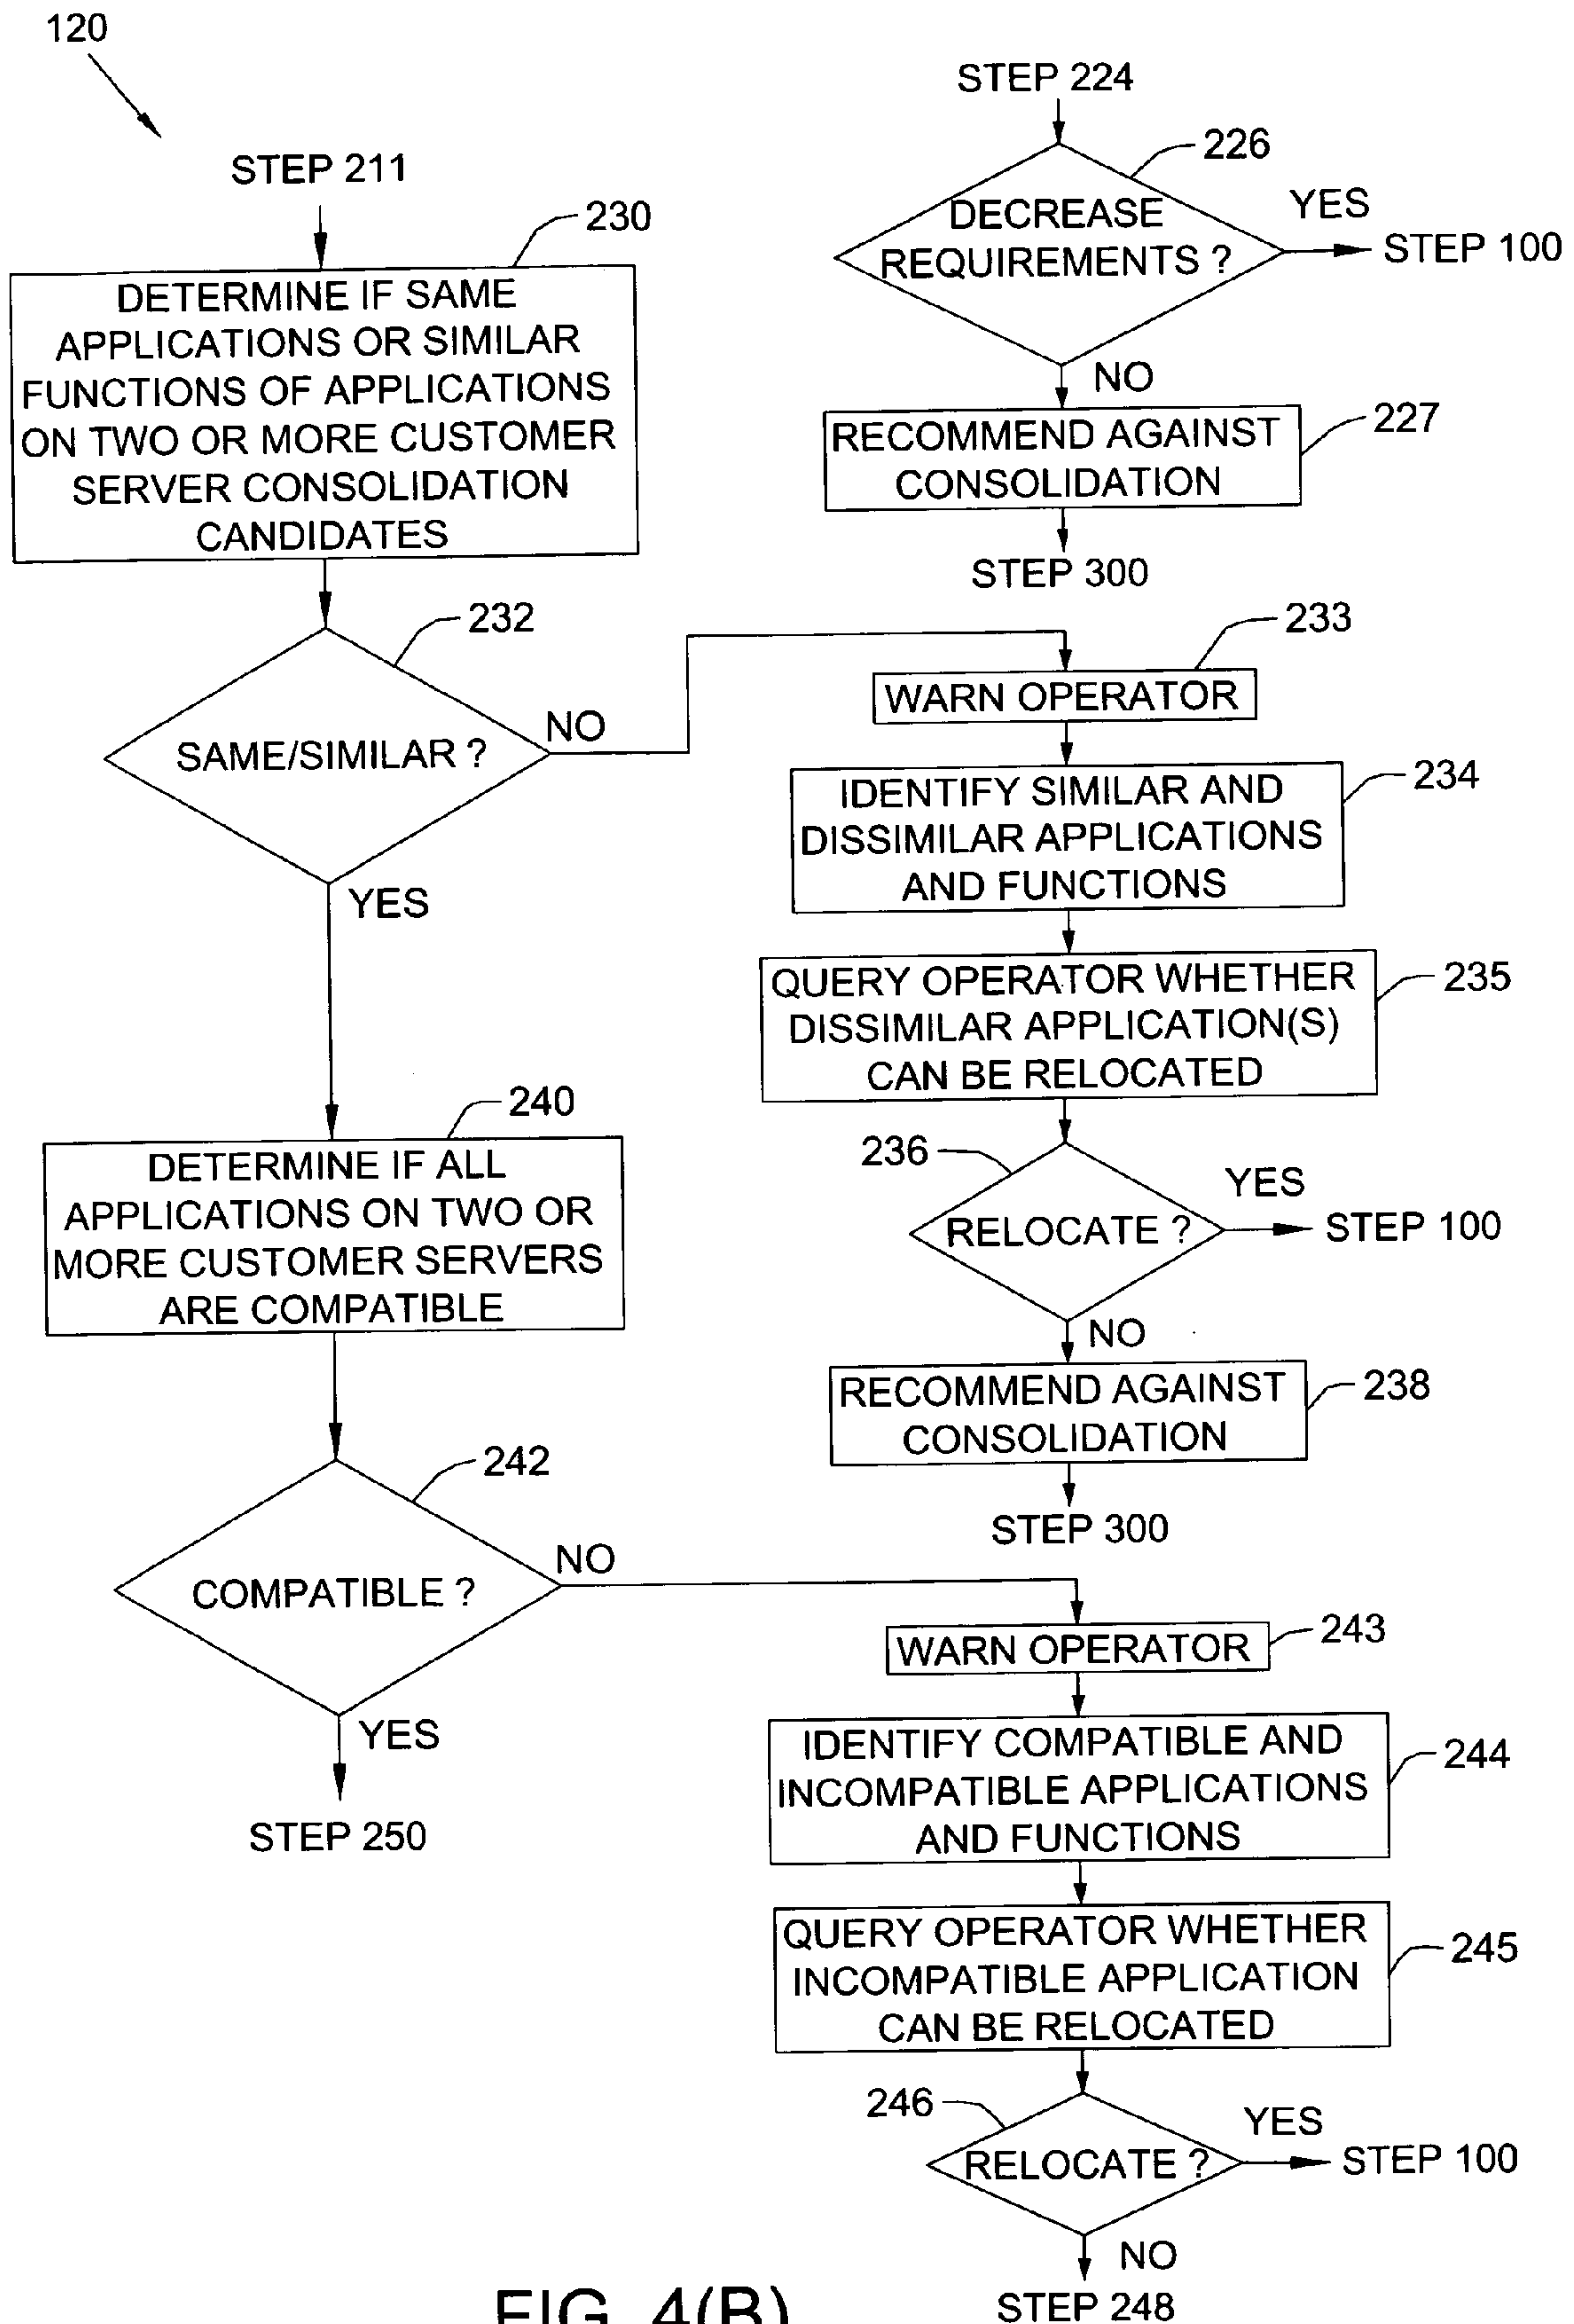 120
STEP 211
230
DETERMINE IF SAME
APPLICATIONS OR SIMILAR
FUNCTIONS OF APPLICATIONS
ON TWO OR MORE CUSTOMER
SERVER CONSOLIDATION
CANDIDATES
232
SAME/SIMILAR ?
NO
YES
240
DETERMINE IF ALL
APPLICATIONS ON TWO OR
MORE CUSTOMER SERVERS
ARE COMPATIBLE
242
COMPATIBLE ?
NO
YES
STEP 250
STEP 224
226
DECREASE
REQUIREMENTS ?
YES
STEP 100
NO
RECOMMEND AGAINST
CONSOLIDATION
227
STEP 300
233
WARN OPERATOR
IDENTIFY SIMILAR AND
DISSIMILAR APPLICATIONS
AND FUNCTIONS
234
QUERY OPERATOR WHETHER
DISSIMILAR APPLICATION(S)
CAN BE RELOCATED
235
236
RELOCATE ?
YES
STEP 100
NO
RECOMMEND AGAINST
CONSOLIDATION
238
STEP 300
WARN OPERATOR
243
IDENTIFY COMPATIBLE AND
INCOMPATIBLE APPLICATIONS
AND FUNCTIONS
244
QUERY OPERATOR WHETHER
INCOMPATIBLE APPLICATION
CAN BE RELOCATED
245
246
RELOCATE ?
YES
STEP 100
NO
STEP 248
FIG. 4(B)